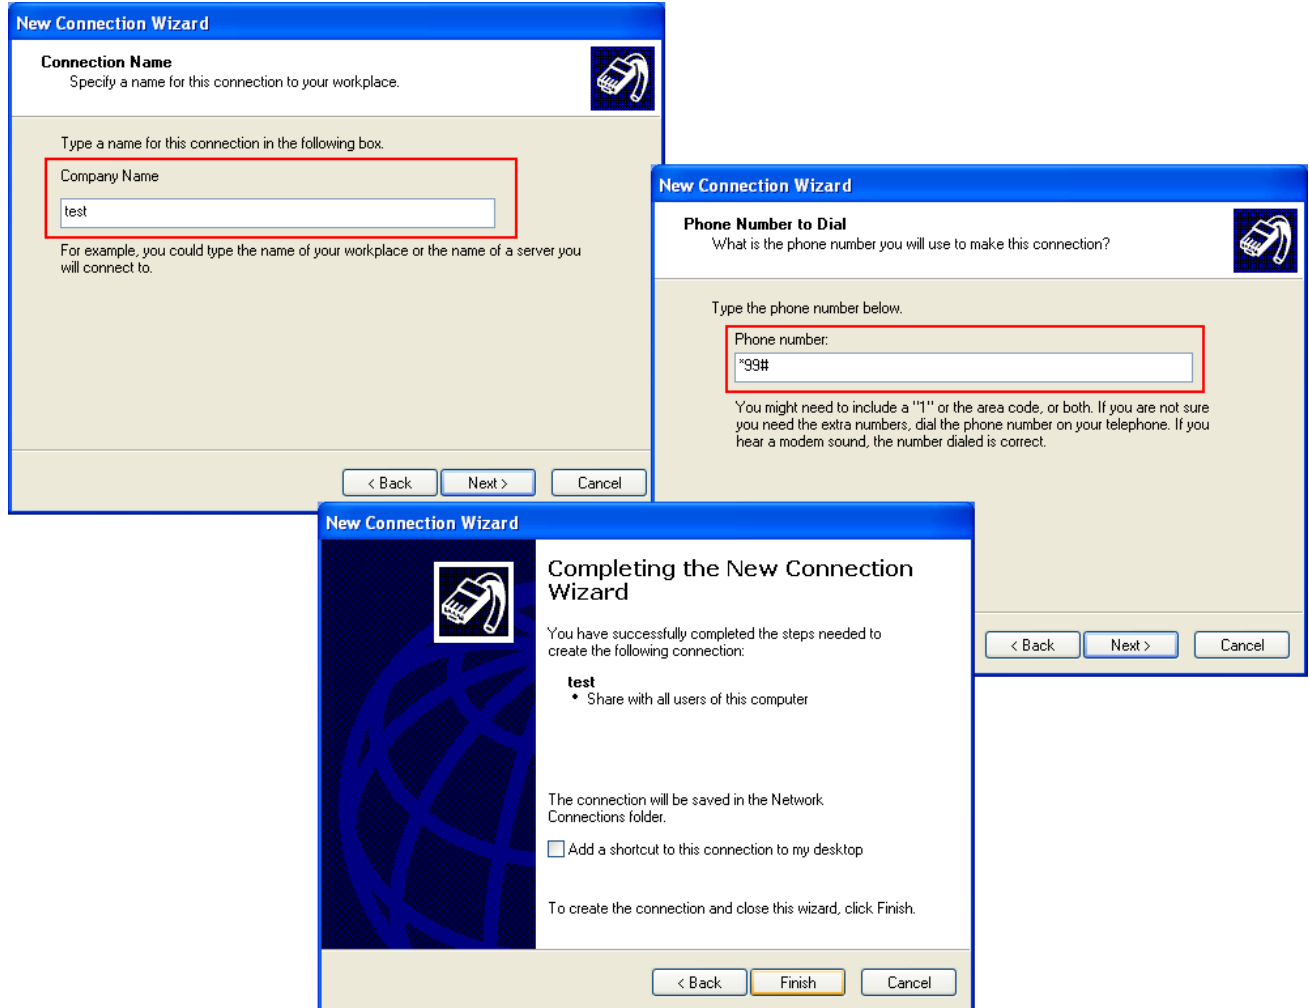 New Connection Wizard
Connection Name
Specify a name for this connection to your workplace.
Type a name for this connection in the following box.
Company Name
test
For example, you could type the name of your workplace or the name of a server you
will connect to.
< Back
Next >
Cancel
New Connection Wizard
Phone Number to Dial
What is the phone number you will use to make this connection?
Type the phone number below.
Phone number:
*99#
You might need to include a "1" or the area code, or both. If you are not sure
you need the extra numbers, dial the phone number on your telephone. If you
hear a modem sound, the number dialed is correct.
< Back
Next >
Cancel
New Connection Wizard
Completing the New Connection
Wizard
You have successfully completed the steps needed to
create the following connection:
test
• Share with all users of this computer
The connection will be saved in the Network
Connections folder.
Add a shortcut to this connection to my desktop
To create the connection and close this wizard, click Finish.
< Back
Finish
Cancel